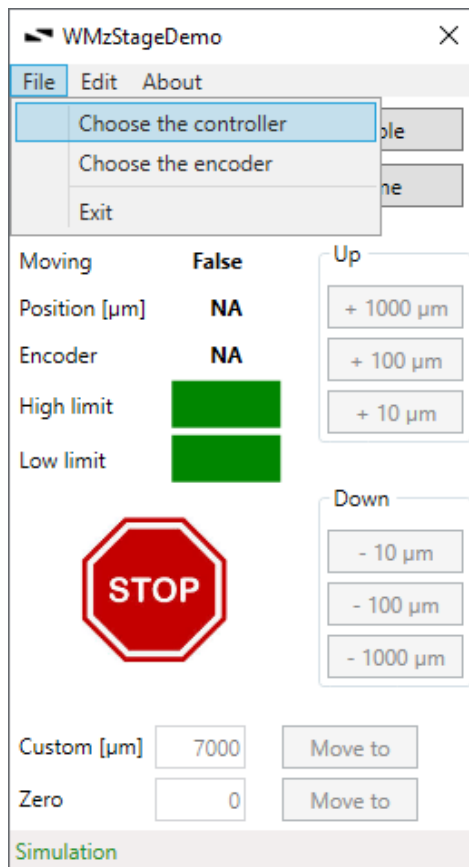 WMzStageDemo
File Edit About
Choose the controller
Choose the encoder
Exit
Moving False
Position [µm] NA
Encoder NA
High limit
Low limit
STOP
Up
+ 1000 µm
+ 100 µm
+ 10 µm
Down
- 10 µm
- 100 µm
- 1000 µm
Custom [µm] 7000 Move to
Zero 0 Move to
Simulation